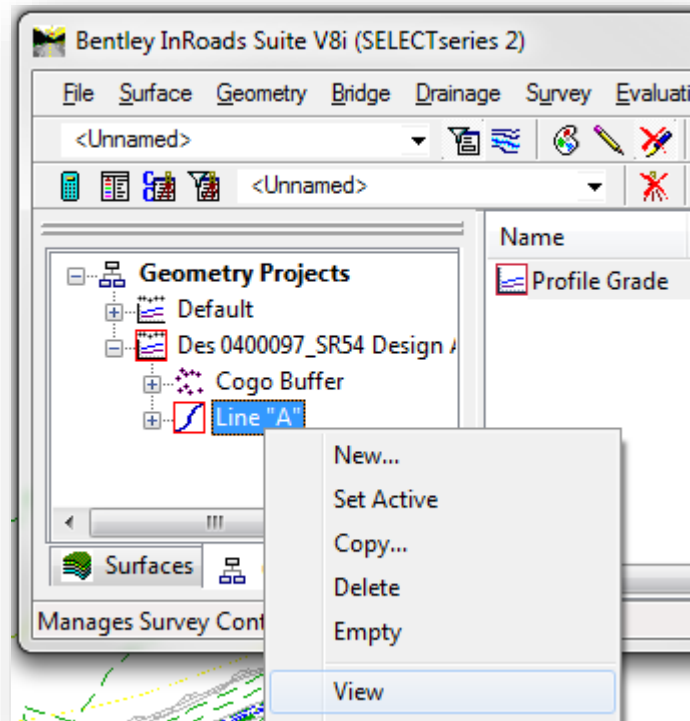 Bentley InRoads Suite V8i (SELECTseries 2)
File Surface Geometry Bridge Drainage Survey Evaluati
<Unnamed>
<Unnamed>
Name
Profile Grade
Geometry Projects
Default
Des 0400097_SR54 Design A
Cogo Buffer
Line "A"
New...
Set Active
Copy...
Delete
Empty
View
Surfaces
Manages Survey Cont